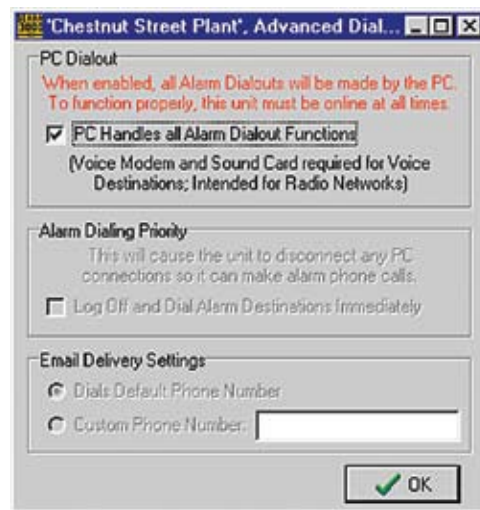 'Chestnut Street Plant', Advanced Dial...
PC Dialout
When enabled, all Alarm Dialouts will be made by the PC.
To function properly, this unit must be online at all times.
PC Handles all Alarm Dialout Functions
(Voice Modem and Sound Card required for Voice
Destinations; Intended for Radio Networks)
Alarm Dialing Priority
This will cause the unit to disconnect any PC
connections so it can make alarm phone calls.
Log Off and Dial Alarm Destinations Immediately
Email Delivery Settings
Dials Default Phone Number
Custom Phone Number:
OK